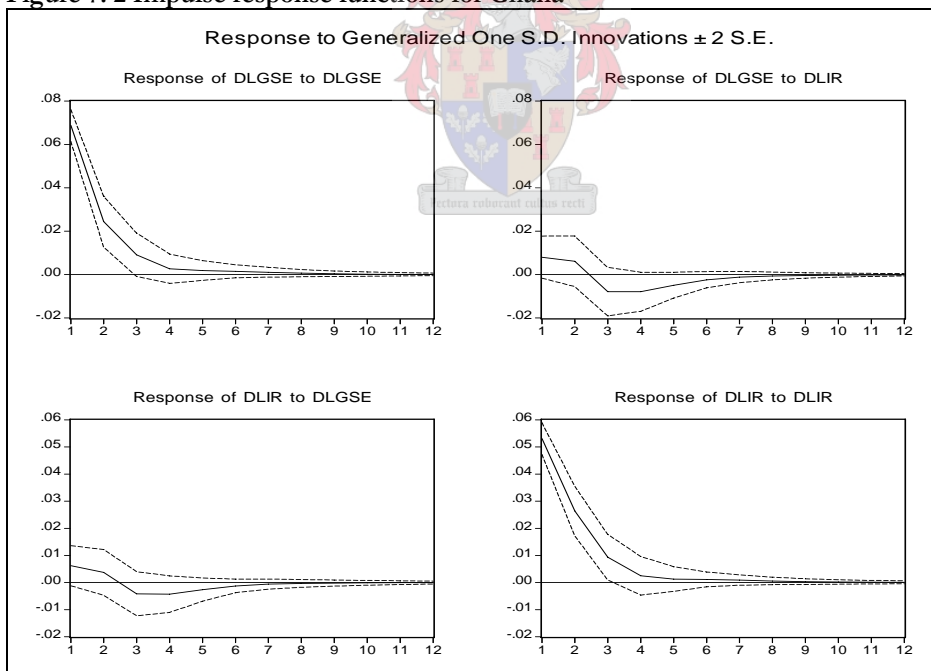 Figure 7. 2 Impulse response functions for Ghana
Response to Generalized One S.D. Innovations ± 2 S.E.
Response of DLGSE to DLGSE
.08
.06
.04
.02
.00
-.02
1 2 3 4 5 6 7 8 9 10 11 12
Response of DLGSE to DLIR
.08
.06
.04
.02
.00
-.02
1 2 3 4 5 6 7 8 9 10 11 12
Pectora roborant cultus recti
Response of DLIR to DLGSE
.06
.05
.04
.03
.02
.01
.00
-.01
-.02
1 2 3 4 5 6 7 8 9 10 11 12
Response of DLIR to DLIR
.06
.05
.04
.03
.02
.01
.00
-.01
-.02
1 2 3 4 5 6 7 8 9 10 11 12